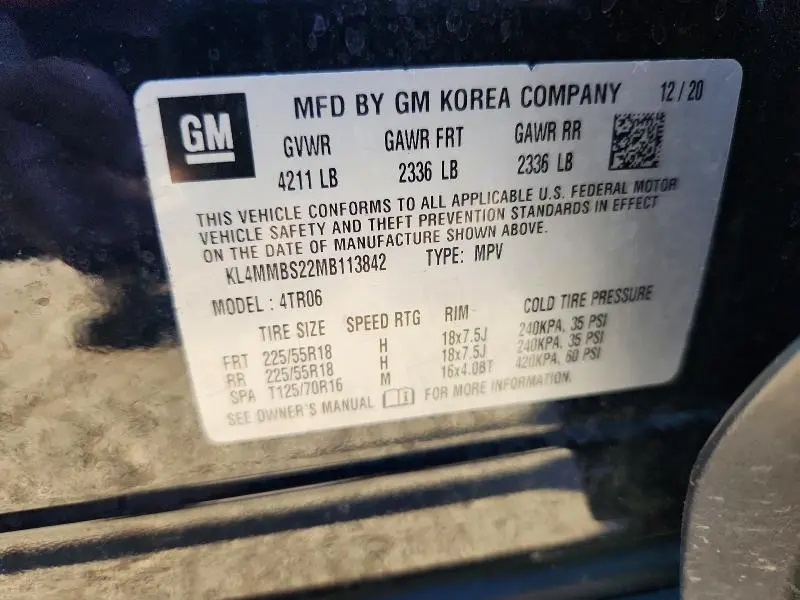 GM
MFD BY GM KOREA COMPANY 12/20
GVWR GAWR FRT GAWR RR
4211 LB 2336 LB 2336 LB
THIS VEHICLE CONFORMS TO ALL APPLICABLE U.S. FEDERAL MOTOR
VEHICLE SAFETY AND THEFT PREVENTION STANDARDS IN EFFECT
ON THE DATE OF MANUFACTURE SHOWN ABOVE.
KL4MMBS22MB113842 TYPE: MPV
MODEL: 4TR06
TIRE SIZE SPEED RTG RIM COLD TIRE PRESSURE
FRT 225/55R18 H 18x7.5J 240KPA, 35 PSI
RR 225/55R18 H 18x7.5J 240KPA, 35 PSI
SPA T125/70R16 M 16x4.0BT 420KPA, 60 PSI
SEE OWNER'S MANUAL FOR MORE INFORMATION.